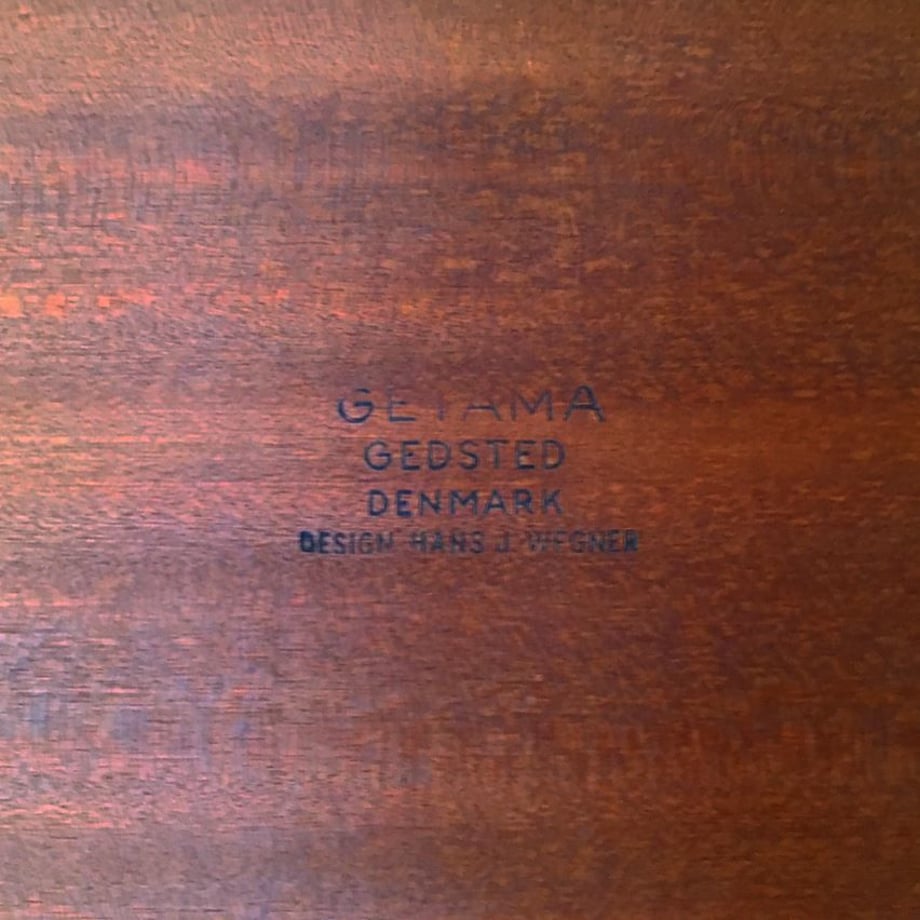 GETAMA
GEDSTED
DENMARK
DESIGN HANS J. WEGNER